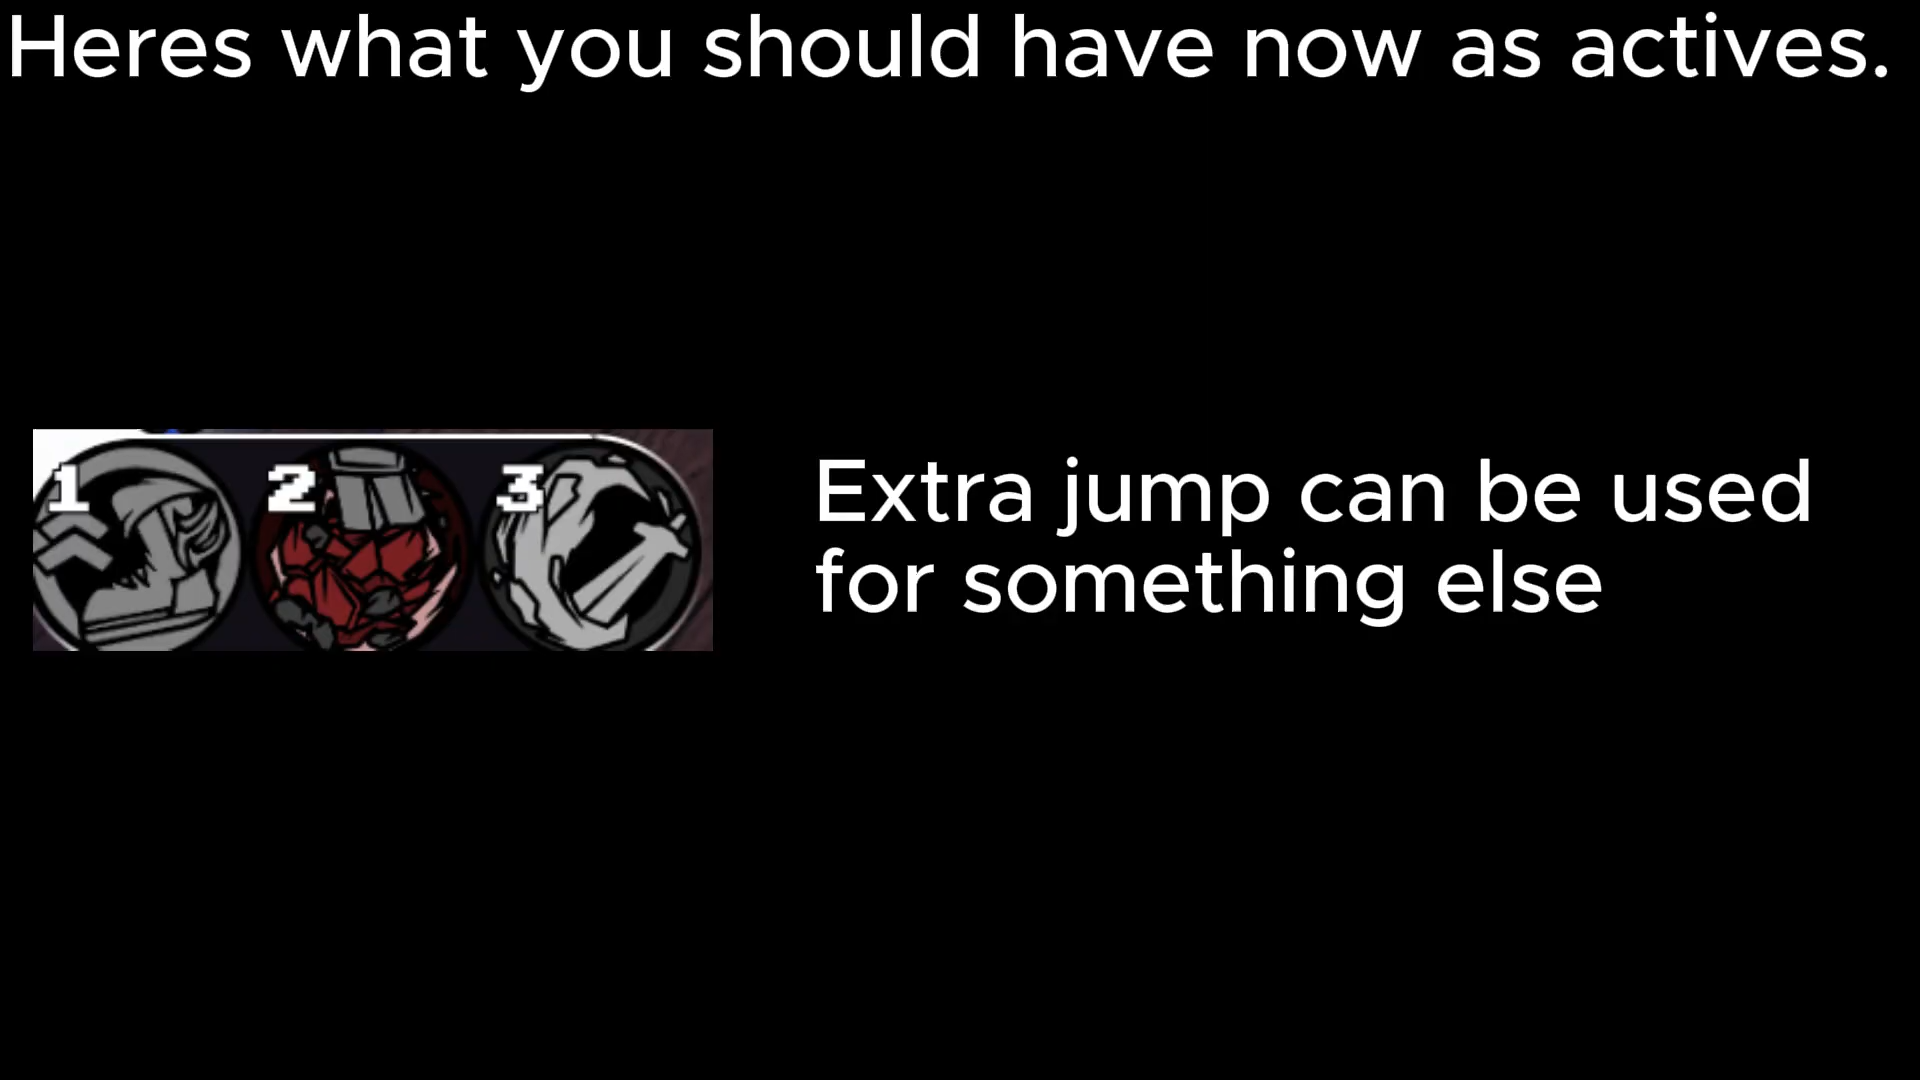 Heres what you should have now as actives.
1 2 3
Extra jump can be used
for something else